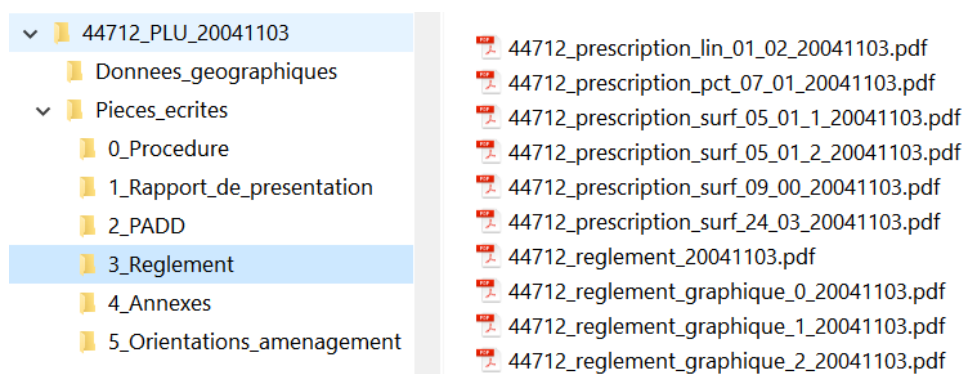 44712_PLU_20041103
Donnees_geographiques
Pieces_ecrites
0_Procedure
1_Rapport_de_presentation
2_PADD
3_Reglement
4_Annexes
5_Orientations_amenagement
44712_prescription_lin_01_02_20041103.pdf
44712_prescription_pct_07_01_20041103.pdf
44712_prescription_surf_05_01_1_20041103.pdf
44712_prescription_surf_05_01_2_20041103.pdf
44712_prescription_surf_09_00_20041103.pdf
44712_prescription_surf_24_03_20041103.pdf
44712_reglement_20041103.pdf
44712_reglement_graphique_0_20041103.pdf
44712_reglement_graphique_1_20041103.pdf
44712_reglement_graphique_2_20041103.pdf